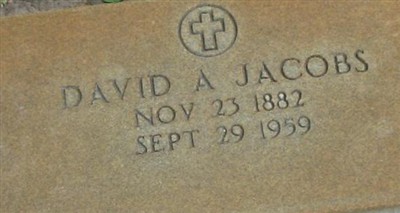 DAVID A JACOBS
NOV 23 1882
SEPT 29 1959